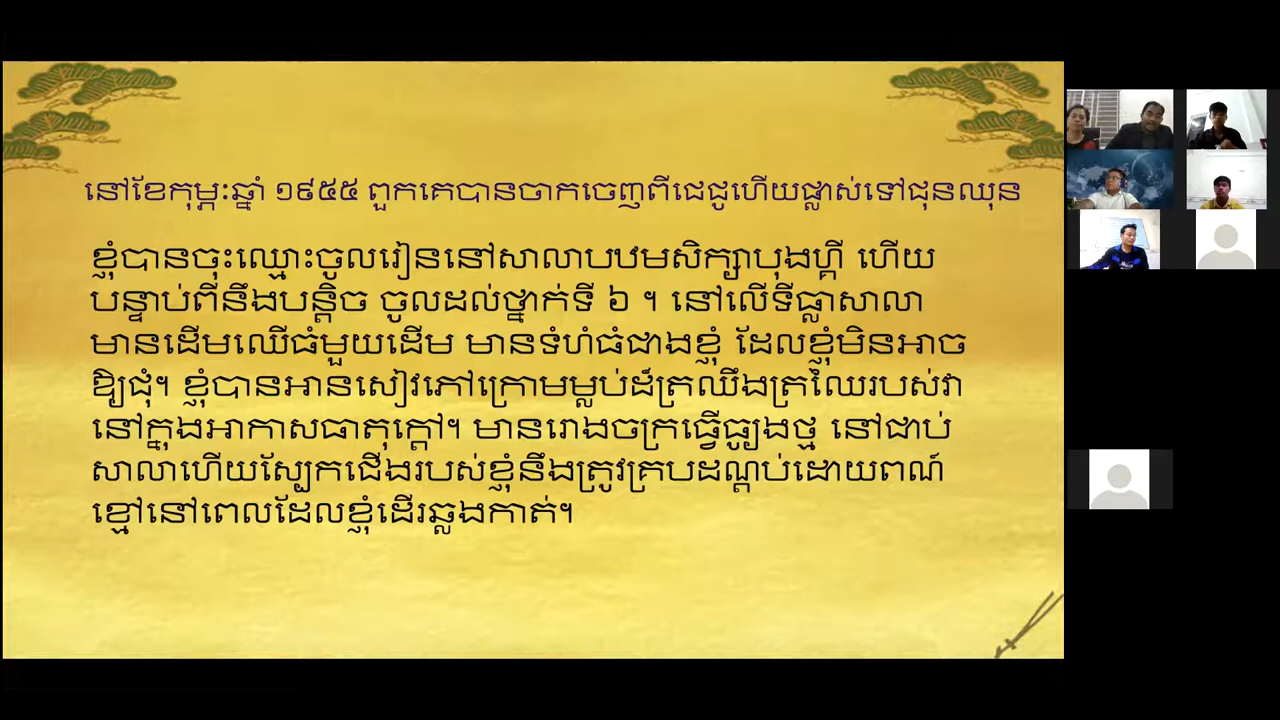 នៅខែកុម្ភៈឆ្នាំ ១៩៥៥ ពួកគេបានចាកចេញពីជេជូហើយផ្លាស់ទៅជុនឈុន
ខ្ញុំបានចុះឈ្មោះចូលរៀននៅសាលាបឋមសិក្សាបុងហ្គី ហើយ
បន្ទាប់ពីនឹងបន្តិច ចូលដល់ថ្នាក់ទី ៦ ។ នៅលើទីធ្លាសាលា
មានដើមឈើធំមួយដើម មានទំហំធំជាងខ្ញុំ ដែលខ្ញុំមិនអាច
ឱ្យជុំ។ ខ្ញុំបានអានសៀវភៅក្រោមម្លប់ដ៏ត្រឈឹងត្រឈៃរបស់វា
នៅក្នុងអាកាសធាតុក្តៅ។ មានរោងចក្រធ្វើធ្យូងថ្ម នៅជាប់
សាលាហើយស្បែកជើងរបស់ខ្ញុំនឹងត្រូវគ្របដណ្តប់ដោយពណ៌
ខ្មៅនៅពេលដែលខ្ញុំដើរឆ្លងកាត់។